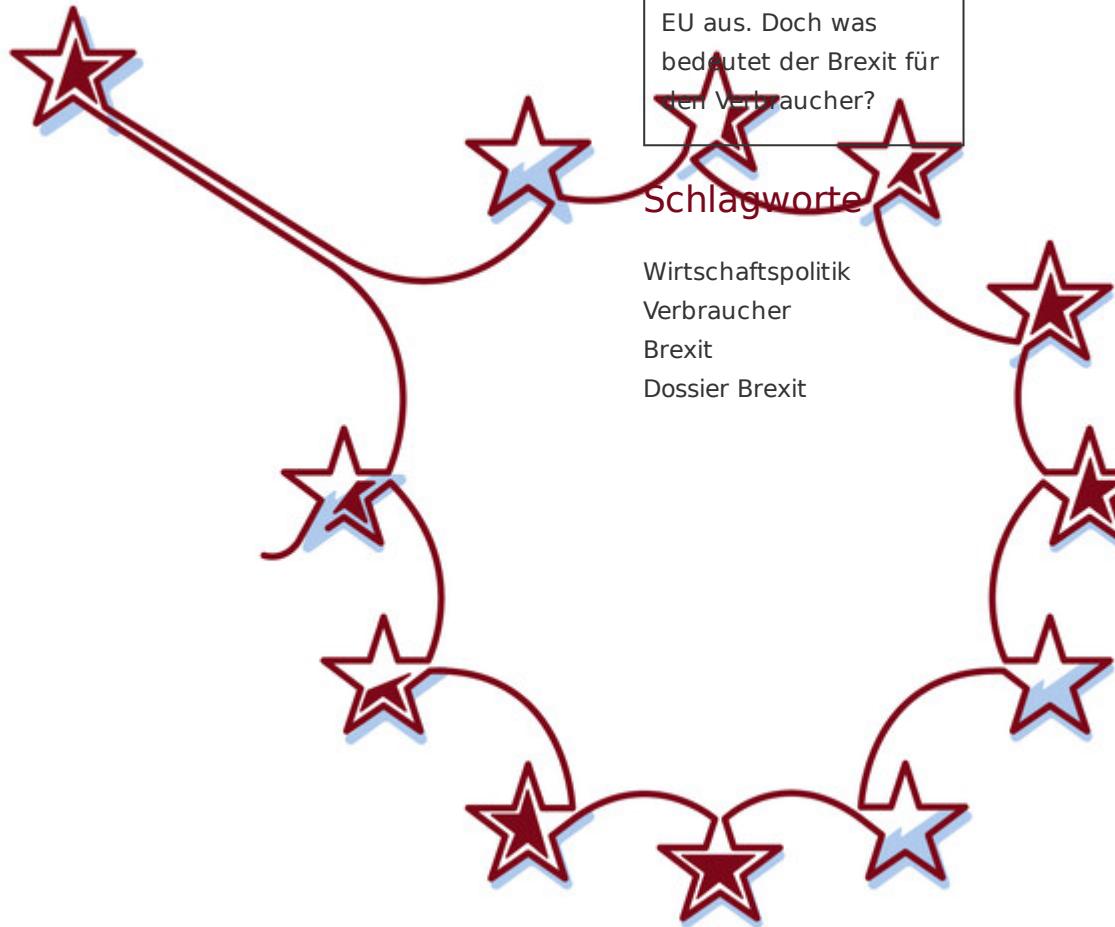 EU aus. Doch was
bedeutet der Brexit für
den Verbraucher?
Schlagworte
Wirtschaftspolitik
Verbraucher
Brexit
Dossier Brexit